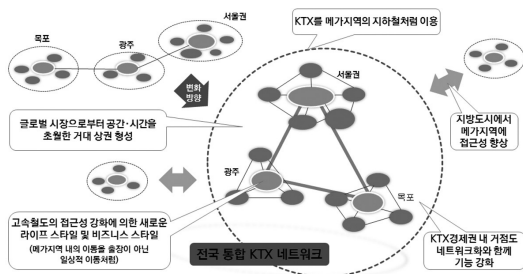 서울권
목포
광주
KTX를 메가지역의 지하철처럼 이용
서울권
변화
방향
글로벌 시장으로부터 공간·시간을
초월한 거대 상권 형성
지방도시에서
메가지역에
접근성 향상
광주
목포
고속철도의 접근성 강화에 의한 새로운
라이프 스타일 및 비즈니스 스타일
(메가지역 내의 이동을 출장이 아닌
일상적 이동처럼)
전국 통합 KTX 네트워크
KTX경제권 내 거점도
네트워크화와 함께
기능 강화